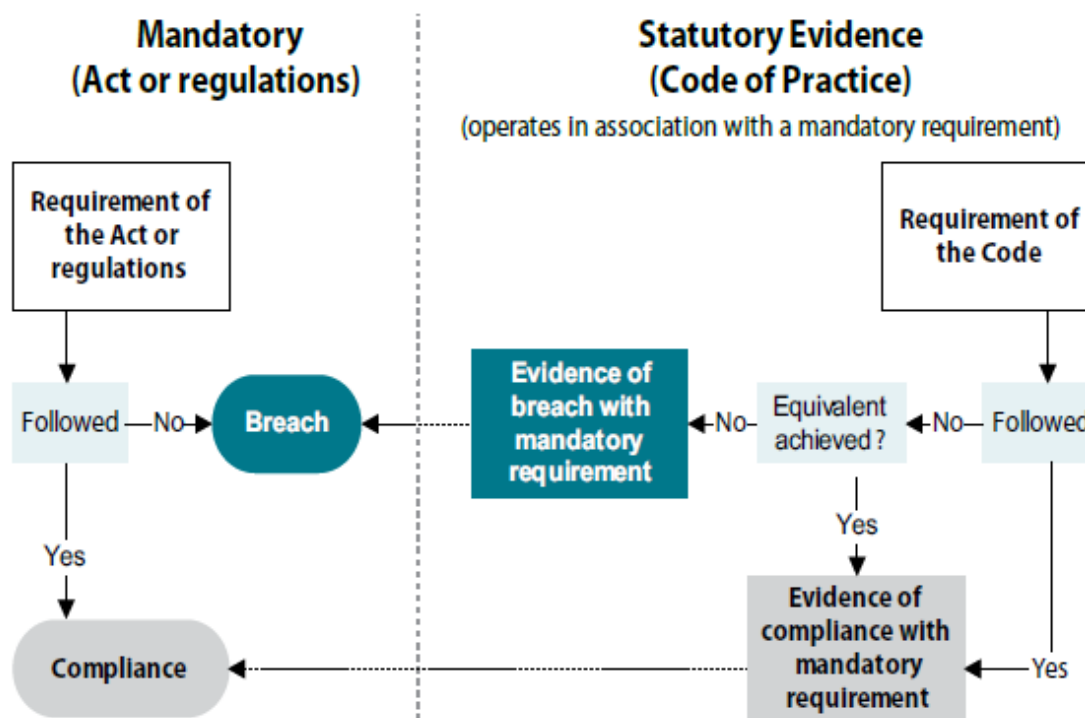 Mandatory
(Act or regulations)
Statutory Evidence
(Code of Practice)
(operates in association with a mandatory requirement)
Requirement of
the Act or
regulations
Requirement of
the Code
Followed
No
Breach
Evidence of
breach with
mandatory
requirement
No
Equivalent
achieved?
No
Followed
Yes
Yes
Compliance
Evidence of
compliance with
mandatory
requirement
Yes